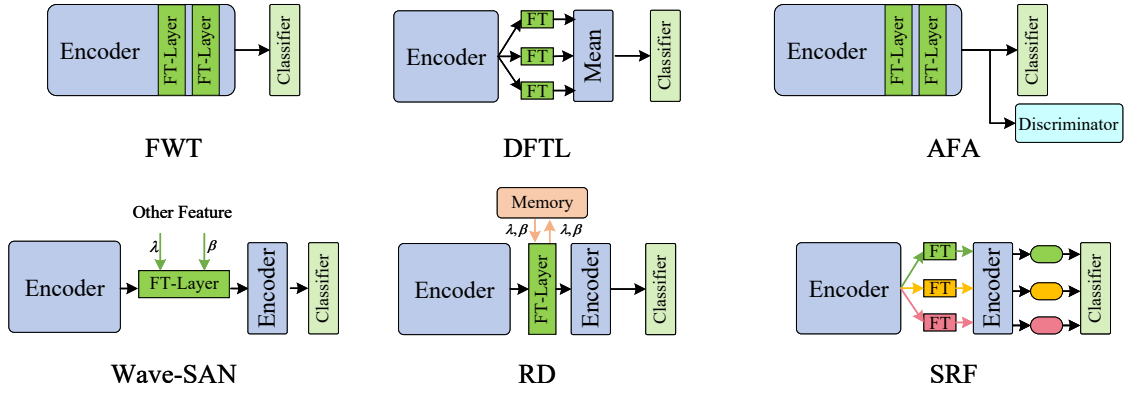 Encoder
FT-Layer
FT-Layer
Classifier
FWT
Encoder
FT
FT
FT
Mean
Classifier
DFTL
Encoder
FT-Layer
FT-Layer
Classifier
Discriminator
AFA
Other Feature
λ
β
Encoder
FT-Layer
Encoder
Classifier
Wave-SAN
Memory
λ, β
λ, β
Encoder
FT-Layer
Encoder
Classifier
RD
Encoder
FT
FT
FT
Encoder
Classifier
SRF